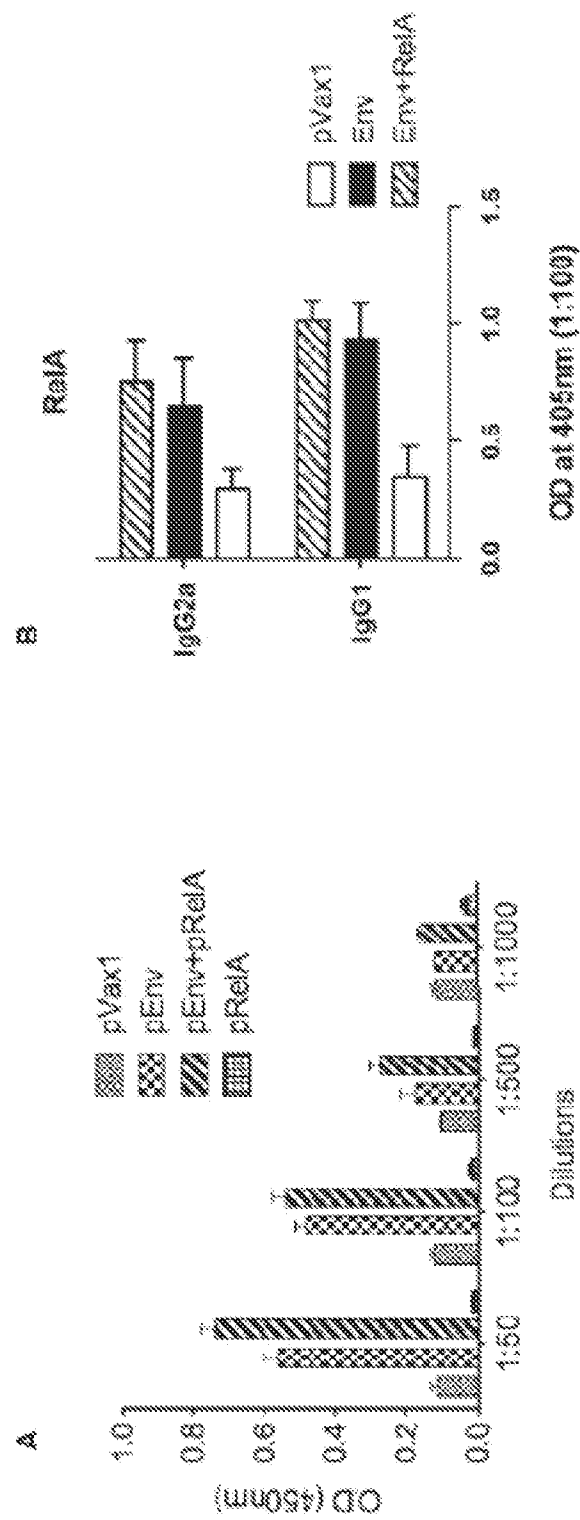 A
OD (450nm)
1.0
0.8
0.6
0.4
0.2
0.0
1:50
1:100
1:500
1:1000
Dilutions
pVax1
pEnv
pEnv+pRelA
pRelA
B
RelA
IgG2a
IgG1
0.0
0.5
1.0
1.5
OD at 405nm (1:100)
pVax1
Env
Env+RelA